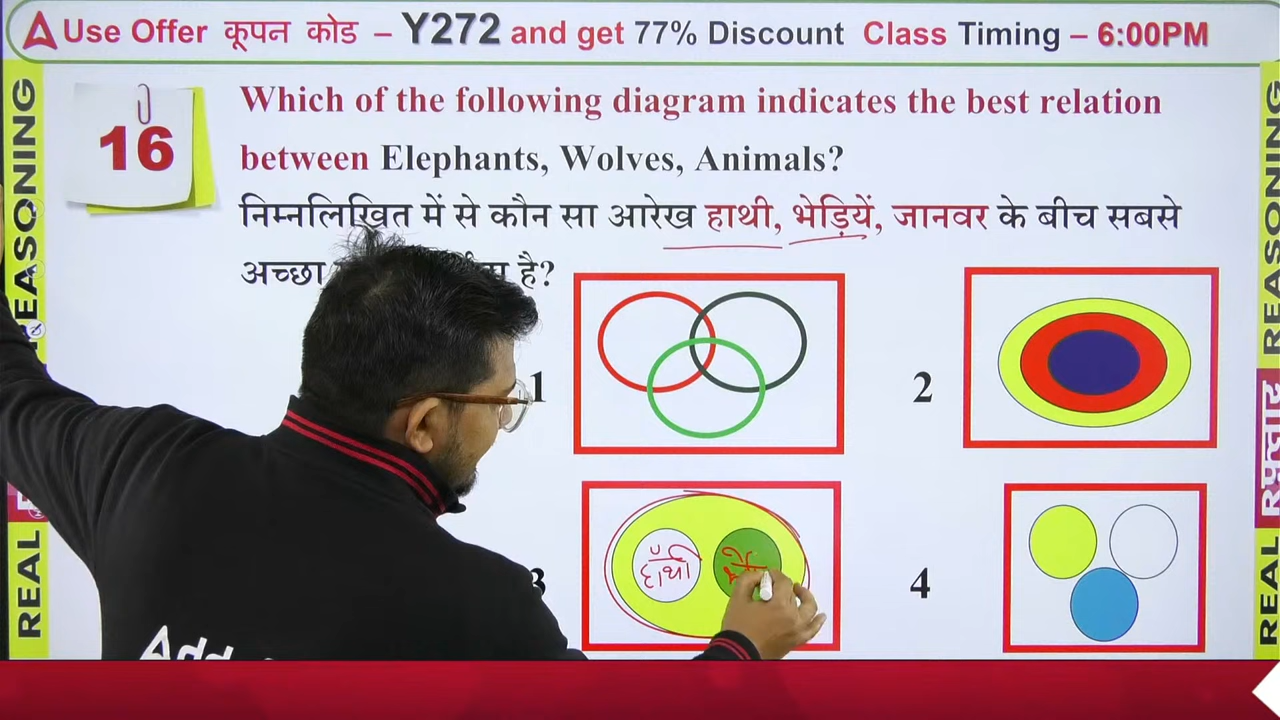 Use Offer कूपन कोड – Y272 and get 77% Discount Class Timing – 6:00PM
REASONING
REASONING
16
Which of the following diagram indicates the best relation
between Elephants, Wolves, Animals?
निम्नलिखित में से कौन सा आरेख हाथी, भेड़ियें, जानवर के बीच सबसे
अच्छा है?
1
2
3
हाथी
4
REAL
रफ़्तार
REAL